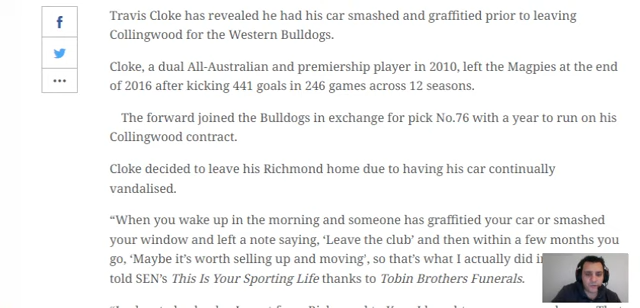 Travis Cloke has revealed he had his car smashed and graffitied prior to leaving
Collingwood for the Western Bulldogs.
Cloke, a dual All-Australian and premiership player in 2010, left the Magpies at the end
of 2016 after kicking 441 goals in 246 games across 12 seasons.
The forward joined the Bulldogs in exchange for pick No.76 with a year to run on his
Collingwood contract.
Cloke decided to leave his Richmond home due to having his car continually
vandalised.
“When you wake up in the morning and someone has graffitied your car or smashed
your window and left a note saying, ‘Leave the club’ and then within a few months you
go, ‘Maybe it’s worth selling up and moving’, so that’s what I actually did
told SEN’s This Is Your Sporting Life thanks to Tobin Brothers Funerals.